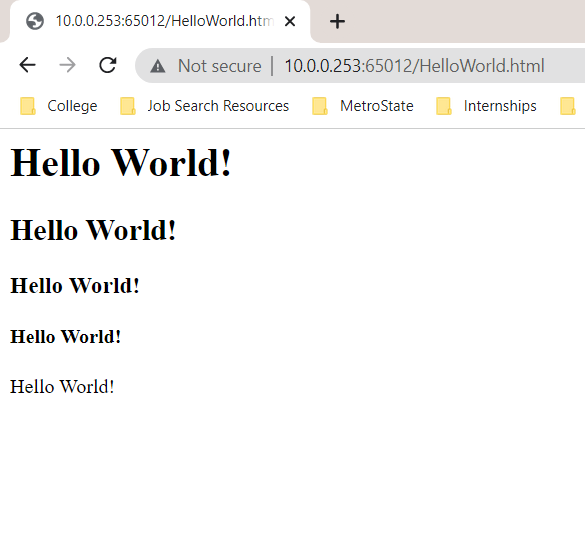 10.0.0.253:65012/HelloWorld.htm
Not secure | 10.0.0.253:65012/HelloWorld.html
College Job Search Resources MetroState Internships
Hello World!
Hello World!
Hello World!
Hello World!
Hello World!